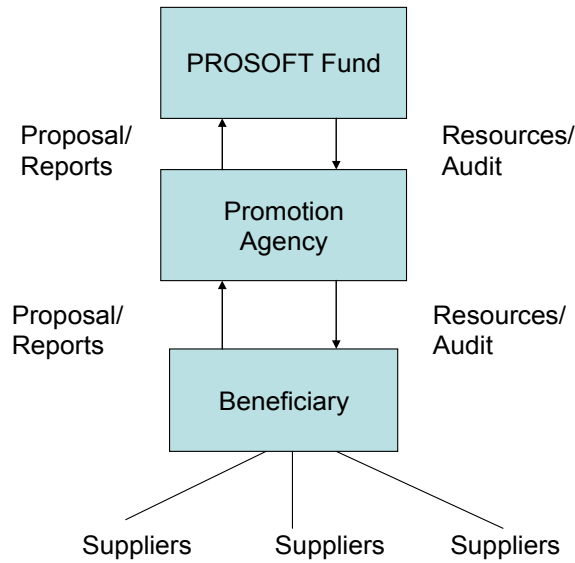 PROSOFT Fund
Proposal/
Reports
Resources/
Audit
Promotion
Agency
Proposal/
Reports
Resources/
Audit
Beneficiary
Suppliers
Suppliers
Suppliers